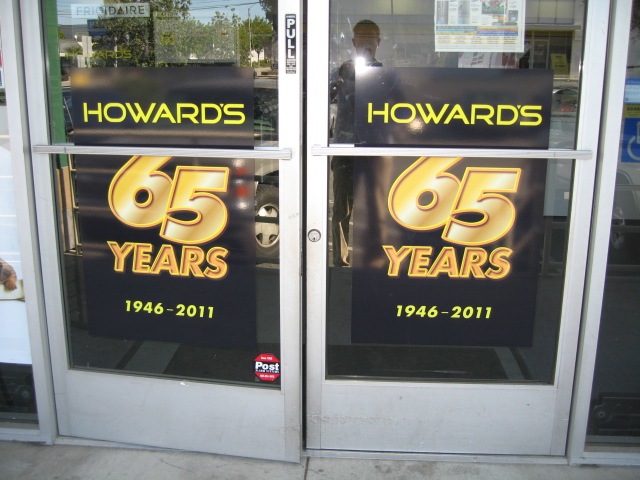 FRIGIDAIRE
HOWARD'S
65
YEARS
1946-2011
Post
PULL
HOWARD'S
65
YEARS
1946-2011